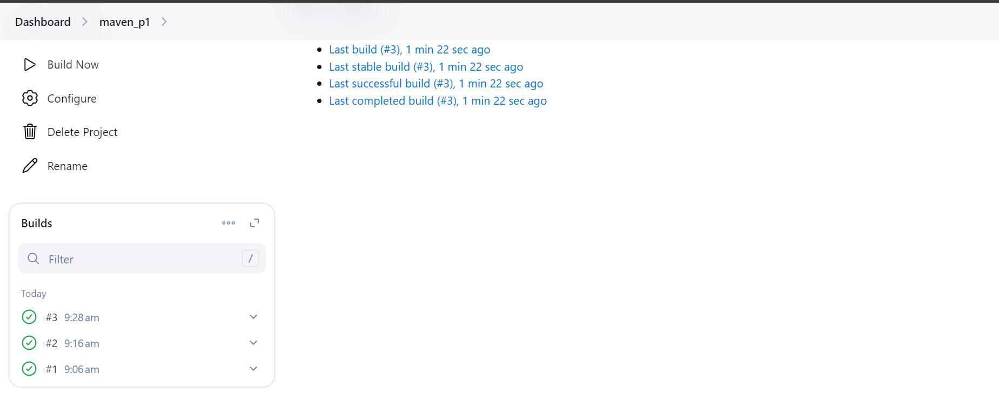 Dashboard
maven_p1
Build Now
Configure
Delete Project
Rename
Last build (#3), 1 min 22 sec ago
Last stable build (#3), 1 min 22 sec ago
Last successful build (#3), 1 min 22 sec ago
Last completed build (#3), 1 min 22 sec ago
Builds
Filter
/
Today
#3 9:28 am
#2 9:16 am
#1 9:06 am